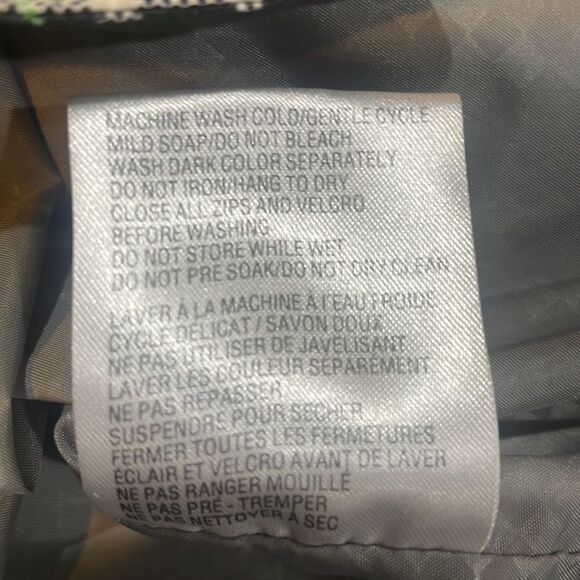 MACHINE WASH COLD/GENTLE CYCLE
MILD SOAP/DO NOT BLEACH
WASH DARK COLOR SEPARATELY
DO NOT IRON/HANG TO DRY
CLOSE ALL ZIPS AND VELCRO
BEFORE WASHING
DO NOT STORE WHILE WET
DO NOT PRE SOAK/DO NOT DRY CLEAN
LAVER À LA MACHINE À L'EAU FROIDE
CYCLE DÉLICAT / SAVON DOUX
NE PAS UTILISER DE JAVELISANT
LAVER LES COULEUR SÉPARÉMENT
NE PAS REPASSER
SUSPENDRE POUR SÉCHER
FERMER TOUTES LES FERMETURES
ÉCLAIR ET VELCRO AVANT DE LAVER
NE PAS RANGER MOUILLÉ
NE PAS PRÉ - TREMPER
NE PAS NETTOYER À SEC